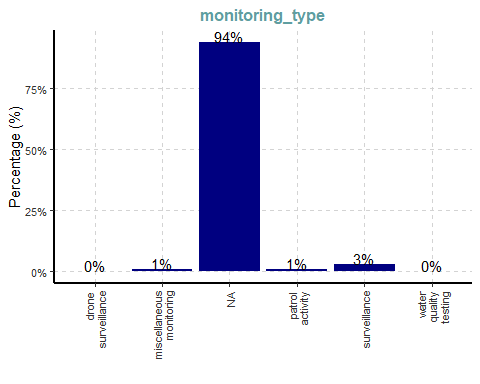 monitoring_type
Percentage (%)
75%
50%
25%
0%
0%
1%
94%
1%
3%
0%
drone
surveillance
miscellaneous
monitoring
NA
patrol
activity
surveillance
water
quality
testing